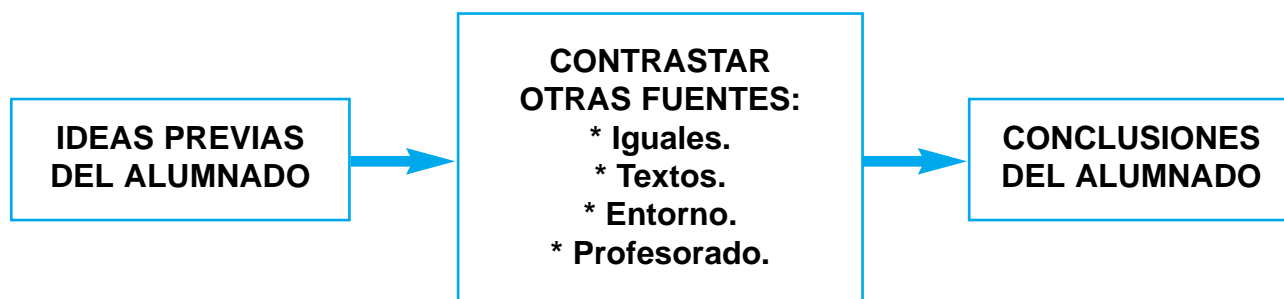 IDEAS PREVIAS
DEL ALUMNADO
CONTRASTAR
OTRAS FUENTES:
* Iguales.
* Textos.
* Entorno.
* Profesorado.
CONCLUSIONES
DEL ALUMNADO